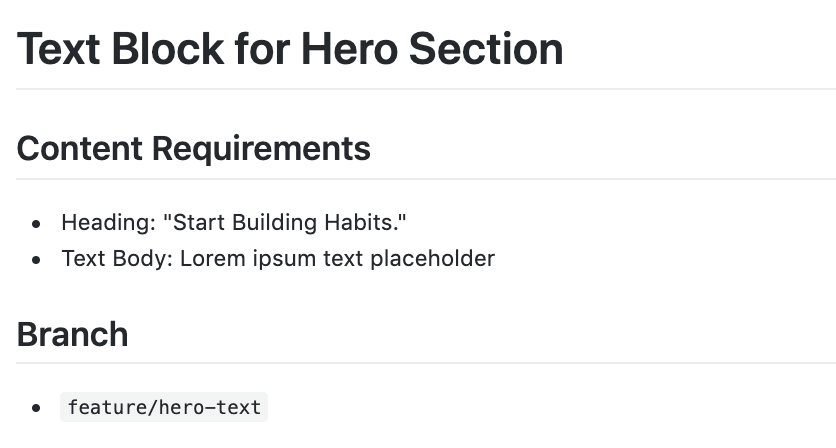 Text Block for Hero Section
Content Requirements
Heading: "Start Building Habits."
Text Body: Lorem ipsum text placeholder
Branch
feature/hero-text